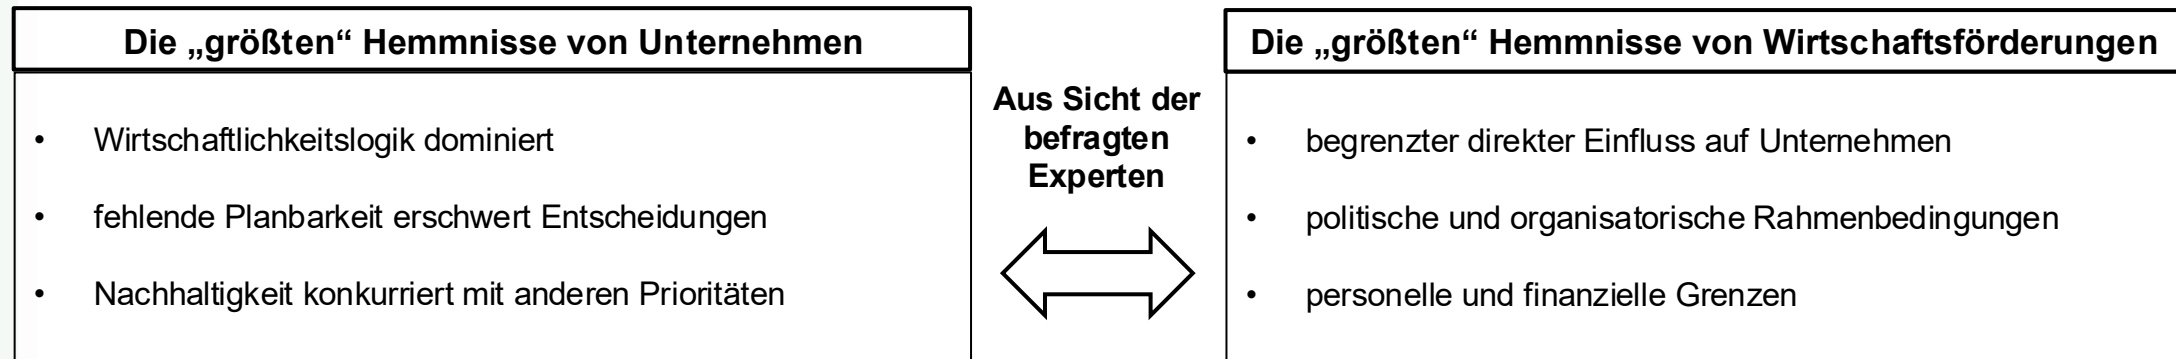 Die „größten“ Hemmnisse von Unternehmen
• Wirtschaftlichkeitslogik dominiert
• fehlende Planbarkeit erschwert Entscheidungen
• Nachhaltigkeit konkurriert mit anderen Prioritäten
Aus Sicht der
befragten
Experten
Die „größten“ Hemmnisse von Wirtschaftsförderungen
• begrenzter direkter Einfluss auf Unternehmen
• politische und organisatorische Rahmenbedingungen
• personelle und finanzielle Grenzen